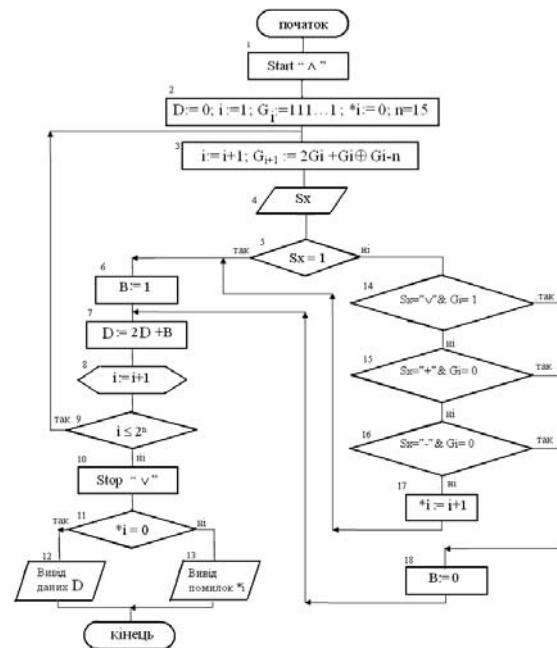 початок
1
Start “ ∧ ”
2
D:= 0; i :=1; Gi:=111…1 ; *i:= 0; n=15
3
i:= i+1; Gi+1 := 2Gi +Gi⊕ Gi-n
4
Sx
5
так
ні
Sx = 1
6
B:= 1
7
D:= 2D +B
8
i:= i+1
так
9
i ≤ 2ⁿ
ні
10
Stop “ ∨ ”
11
так
ні
*i = 0
12
Вивід
даних D
13
Вивід
помилок *i
кінець
14
Sx="∨"& Gi= 1
так
ні
15
Sx="+"& Gi= 0
так
ні
16
Sx="-"& Gi= 0
так
ні
17
*i := i+1
18
B:= 0